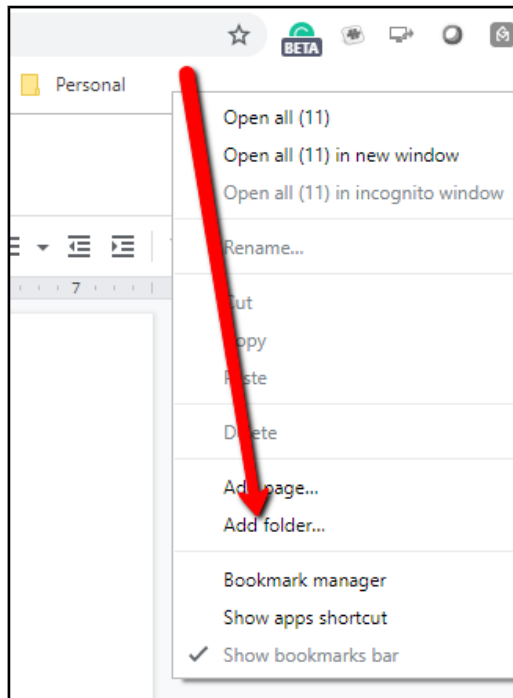 BETA
Personal
Open all (11)
Open all (11) in new window
Open all (11) in incognito window
Rename...
7
Cut
Copy
Paste
Delete
Add page...
Add folder...
Bookmark manager
Show apps shortcut
Show bookmarks bar